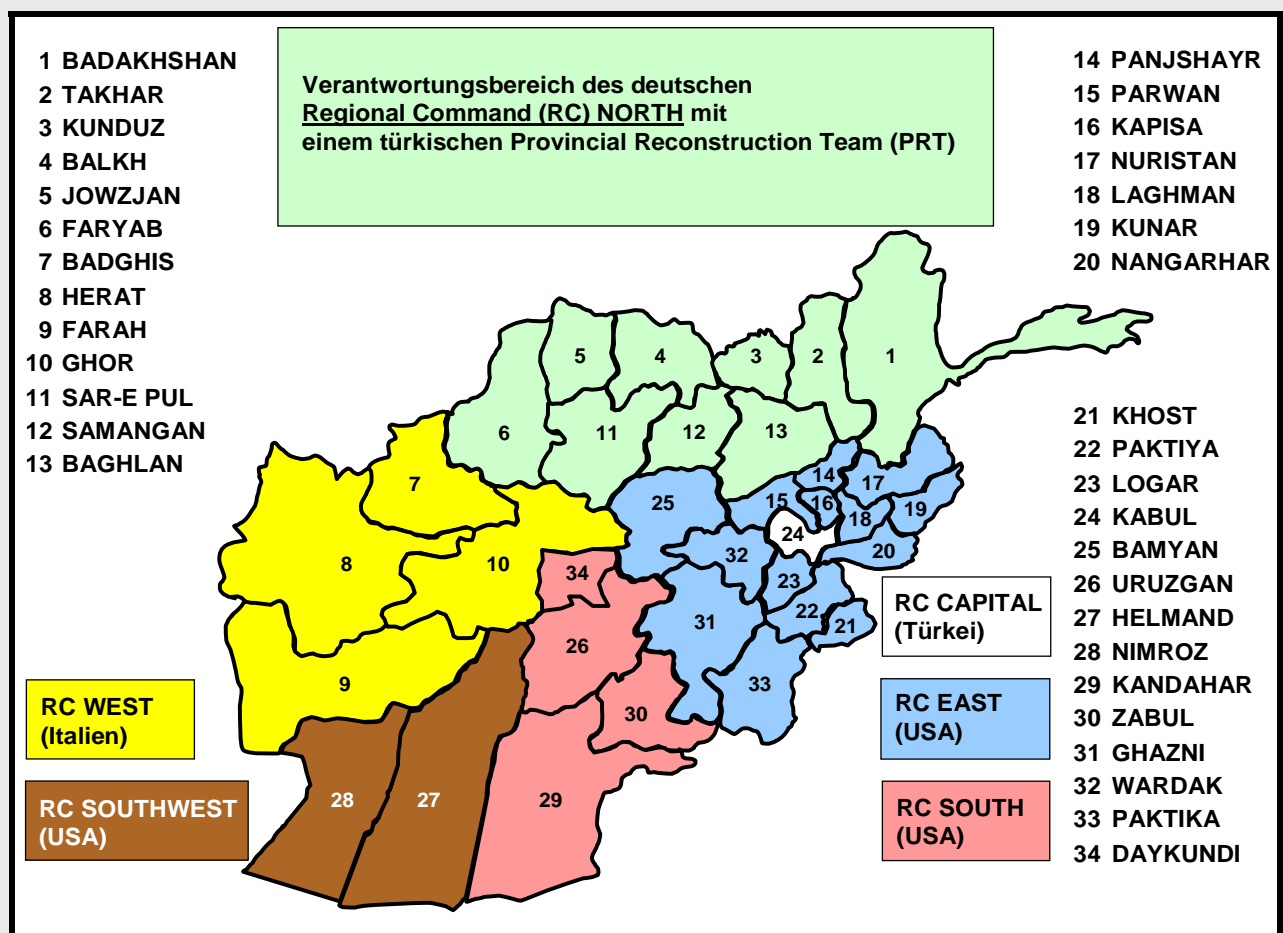 1 BADAKHSHAN
2 TAKHAR
3 KUNDUZ
4 BALKH
5 JOWZJAN
6 FARYAB
7 BADGHIS
8 HERAT
9 FARAH
10 GHOR
11 SAR-E PUL
12 SAMANGAN
13 BAGHLAN
Verantwortungsbereich des deutschen
Regional Command (RC) NORTH mit
einem türkischen Provincial Reconstruction Team (PRT)
14 PANJSHAYR
15 PARWAN
16 KAPISA
17 NURISTAN
18 LAGHMAN
19 KUNAR
20 NANGARHAR
21 KHOST
22 PAKTIYA
23 LOGAR
24 KABUL
25 BAMYAN
26 URUZGAN
27 HELMAND
28 NIMROZ
29 KANDAHAR
30 ZABUL
31 GHAZNI
32 WARDAK
33 PAKTIKA
34 DAYKUNDI
5
4
3
2
1
6
11
12
13
7
25
15
14
16
17
18
19
24
20
8
10
34
32
23
22
21
31
26
9
33
30
28
27
29
RC WEST
(Italien)
RC SOUTHWEST
(USA)
RC CAPITAL
(Türkei)
RC EAST
(USA)
RC SOUTH
(USA)